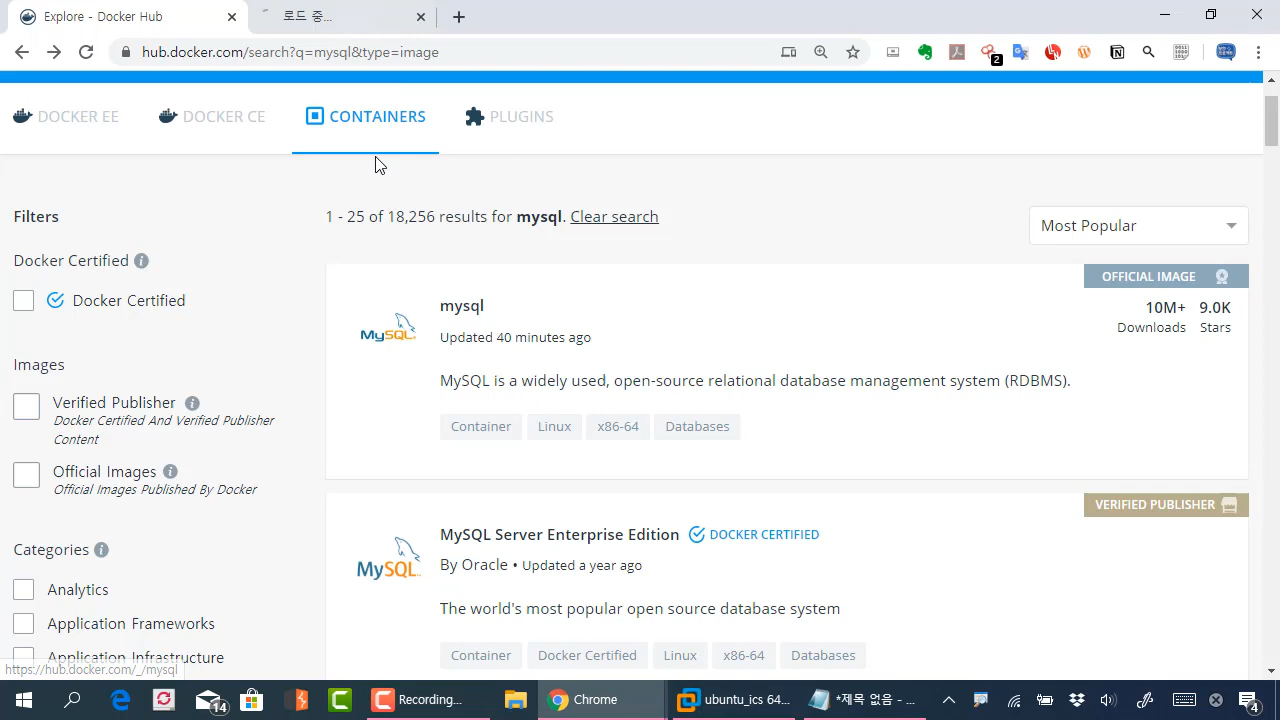 Explore - Docker Hub
로드 중...
hub.docker.com/search?q=mysql&type=image
2
DOCKER EE
DOCKER CE
CONTAINERS
PLUGINS
Filters
1 - 25 of 18,256 results for mysql. Clear search
Most Popular
Docker Certified
Docker Certified
Images
Verified Publisher
Docker Certified And Verified Publisher
Content
Official Images
Official Images Published By Docker
Categories
Analytics
Application Frameworks
Application Infrastructure
OFFICIAL IMAGE
MySQL
mysql
10M+ 9.0K
Downloads Stars
Updated 40 minutes ago
MySQL is a widely used, open-source relational database management system (RDBMS).
Container Linux x86-64 Databases
VERIFIED PUBLISHER
MySQL
MySQL Server Enterprise Edition DOCKER CERTIFIED
By Oracle • Updated a year ago
The world's most popular open source database system
Container Docker Certified Linux x86-64 Databases
https://hub.docker.com/_/mysql
14
Recording...
Chrome
ubuntu_ics 64...
*제목 없음 - ...
4